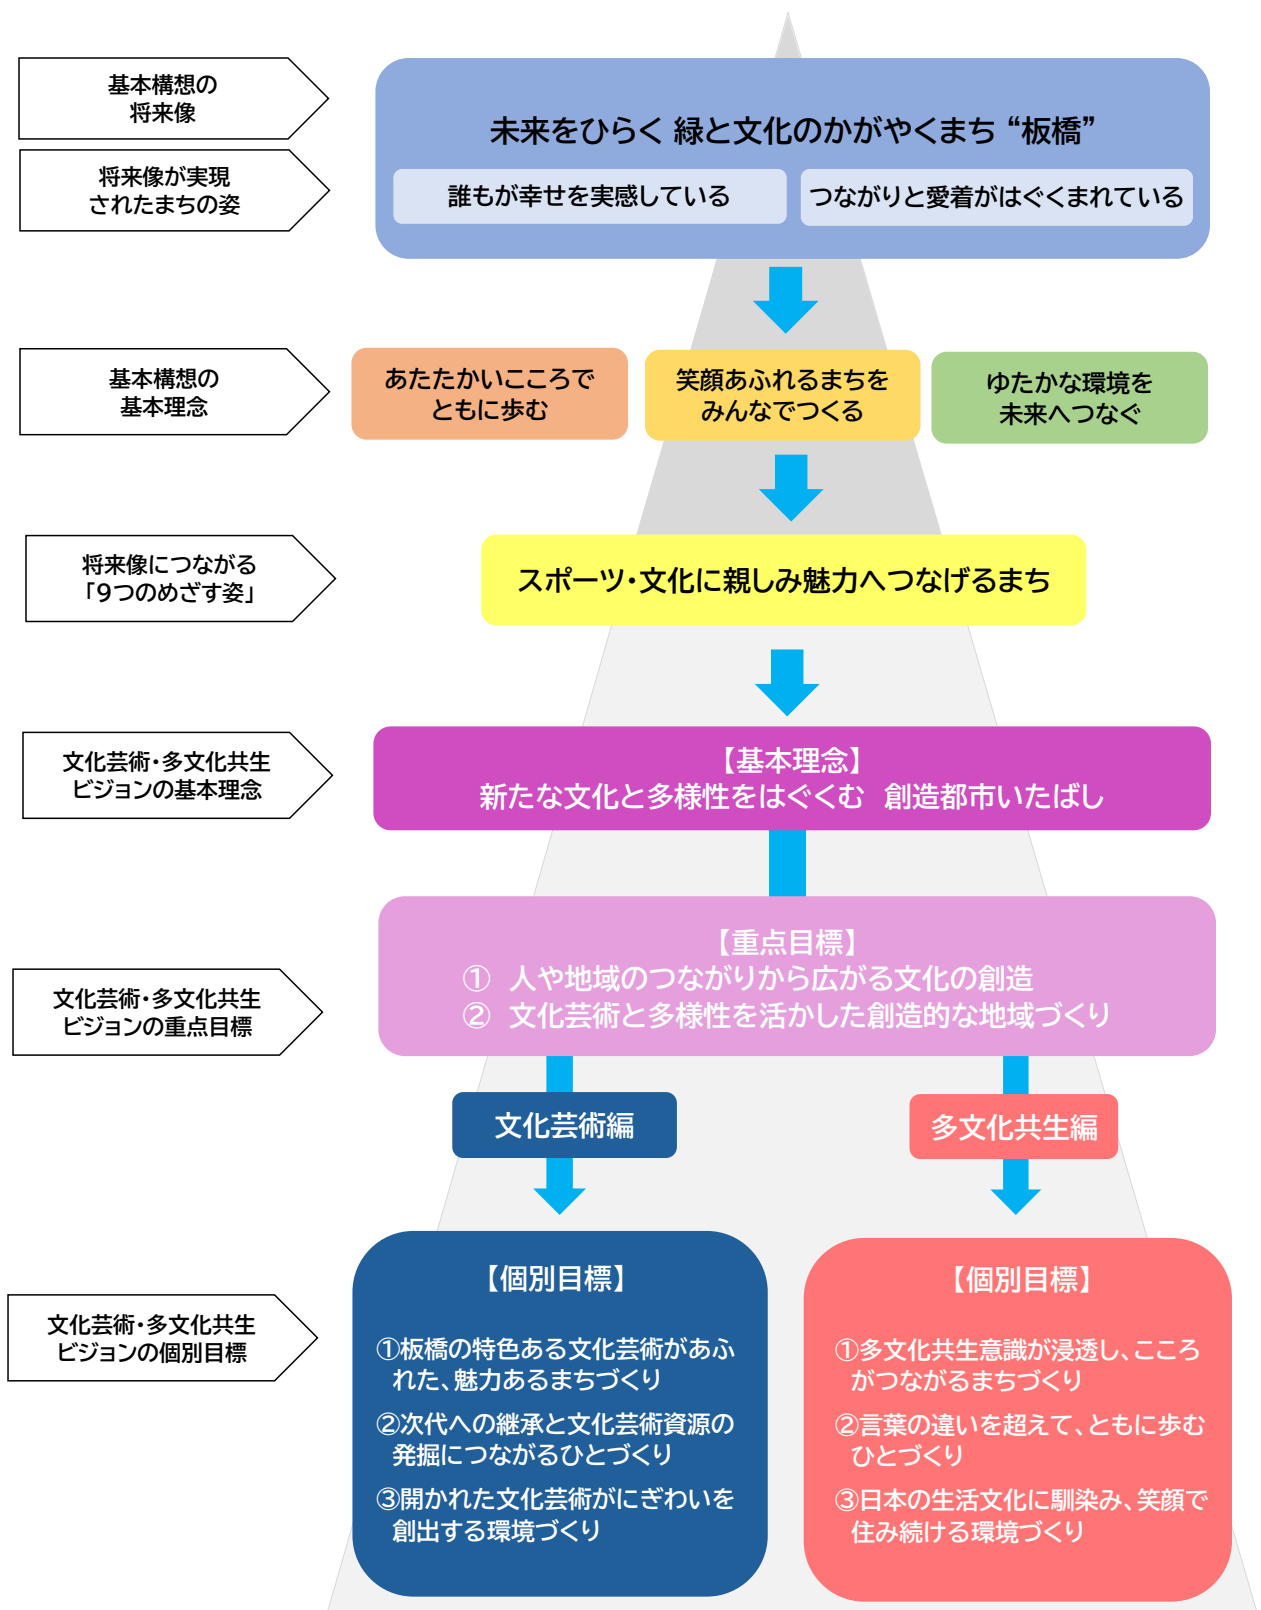 基本構想の
将来像
未来をひらく 緑と文化のかがやくまち “板橋”
将来像が実現
されたまちの姿
誰もが幸せを実感している
つながりと愛着がはぐくまれている
基本構想の
基本理念
あたたかいこころで
ともに歩む
笑顔あふれるまちを
みんなでつくる
ゆたかな環境を
未来へつなぐ
将来像につながる
「9つのめざす姿」
スポーツ・文化に親しみ魅力へつなげるまち
文化芸術・多文化共生
ビジョンの基本理念
【基本理念】
新たな文化と多様性をはぐくむ　創造都市いたばし
文化芸術・多文化共生
ビジョンの重点目標
【重点目標】
①　人や地域のつながりから広がる文化の創造
②　文化芸術と多様性を活かした創造的な地域づくり
文化芸術編
多文化共生編
文化芸術・多文化共生
ビジョンの個別目標
【個別目標】
①板橋の特色ある文化芸術があふ
れた、魅力あるまちづくり
②次代への継承と文化芸術資源の
発掘につながるひとづくり
③開かれた文化芸術がにぎわいを
創出する環境づくり
【個別目標】
①多文化共生意識が浸透し、こころ
がつながるまちづくり
②言葉の違いを超えて、ともに歩む
ひとづくり
③日本の生活文化に馴染み、笑顔で
住み続ける環境づくり